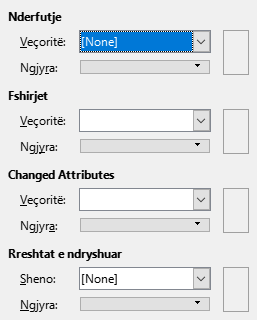 Nderfutje
Veçoritë: [None]
Ngjyra:
Fshirjet
Veçoritë:
Ngjyra:
Changed Attributes
Veçoritë:
Ngjyra:
Rreshtat e ndryshuar
Sheno: [None]
Ngjyra: